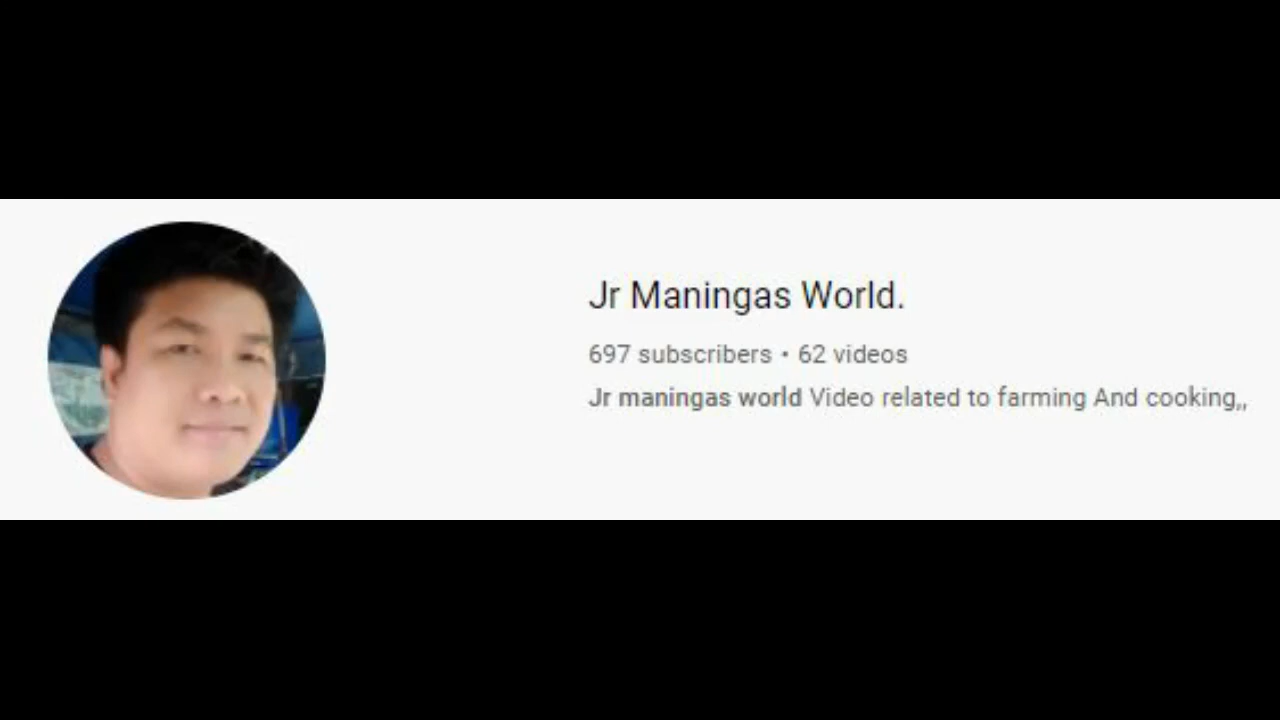 Jr Maningas World.
697 subscribers • 62 videos
Jr maningas world Video related to farming And cooking,,